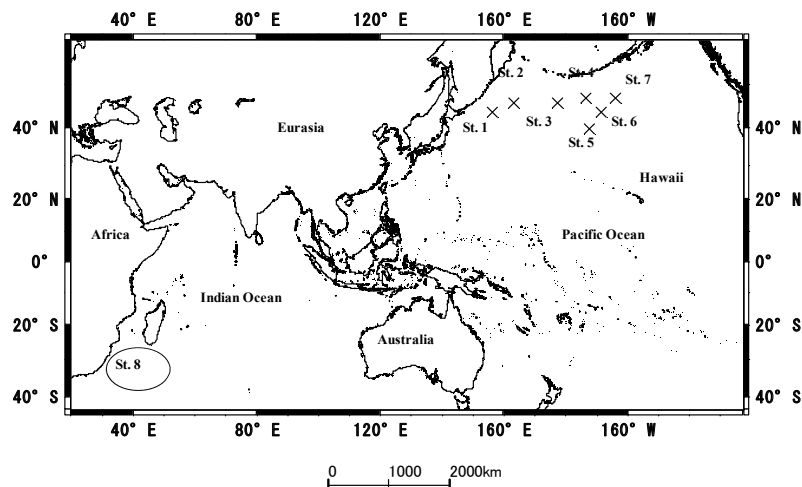 40° E 80° E 120° E 160° E 160° W
St. 2 St. 7
40° N St. 1 St. 3 St. 5 St. 6 40° N
Eurasia
Hawaii
20° N 20° N
Africa Pacific Ocean
0° 0°
Indian Ocean
20° S Australia 20° S
St. 8
40° S 40° S
40° E 80° E 120° E 160° E 160° W
0 1000 2000km